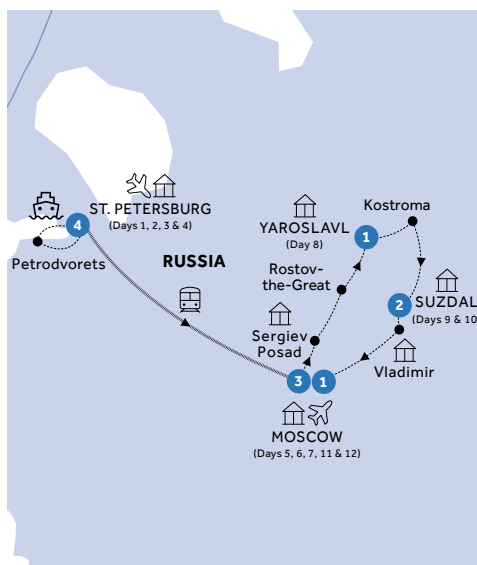 4
ST. PETERSBURG
(Days 1, 2, 3 & 4)
Petrodvorets
RUSSIA
Kostroma
YAROSLAVL
(Day 8)
1
Rostov-
the-Great
2
SUZDAL
(Days 9 & 10)
Sergiev
Posad
Vladimir
3
1
MOSCOW
(Days 5, 6, 7, 11 & 12)